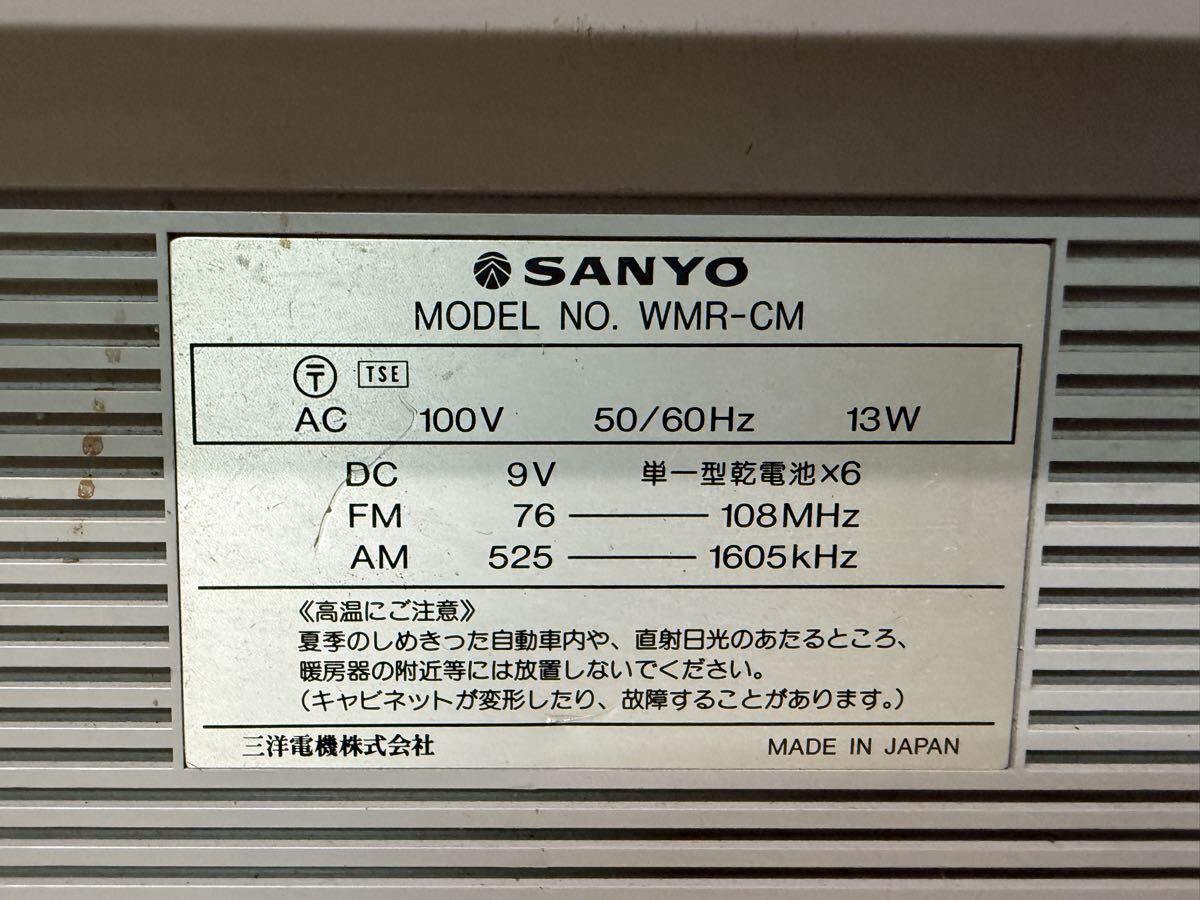 SANYO
MODEL NO. WMR-CM
〒 TSE
AC 100V 50/60Hz 13W
DC 9V 単一型乾電池×6
FM 76 — 108MHz
AM 525 — 1605kHz
《高温にご注意》
夏季のしめきった自動車内や、直射日光のあたるところ、
暖房器の附近等には放置しないでください。
(キャビネットが変形したり、故障することがあります。)
三洋電機株式会社 MADE IN JAPAN